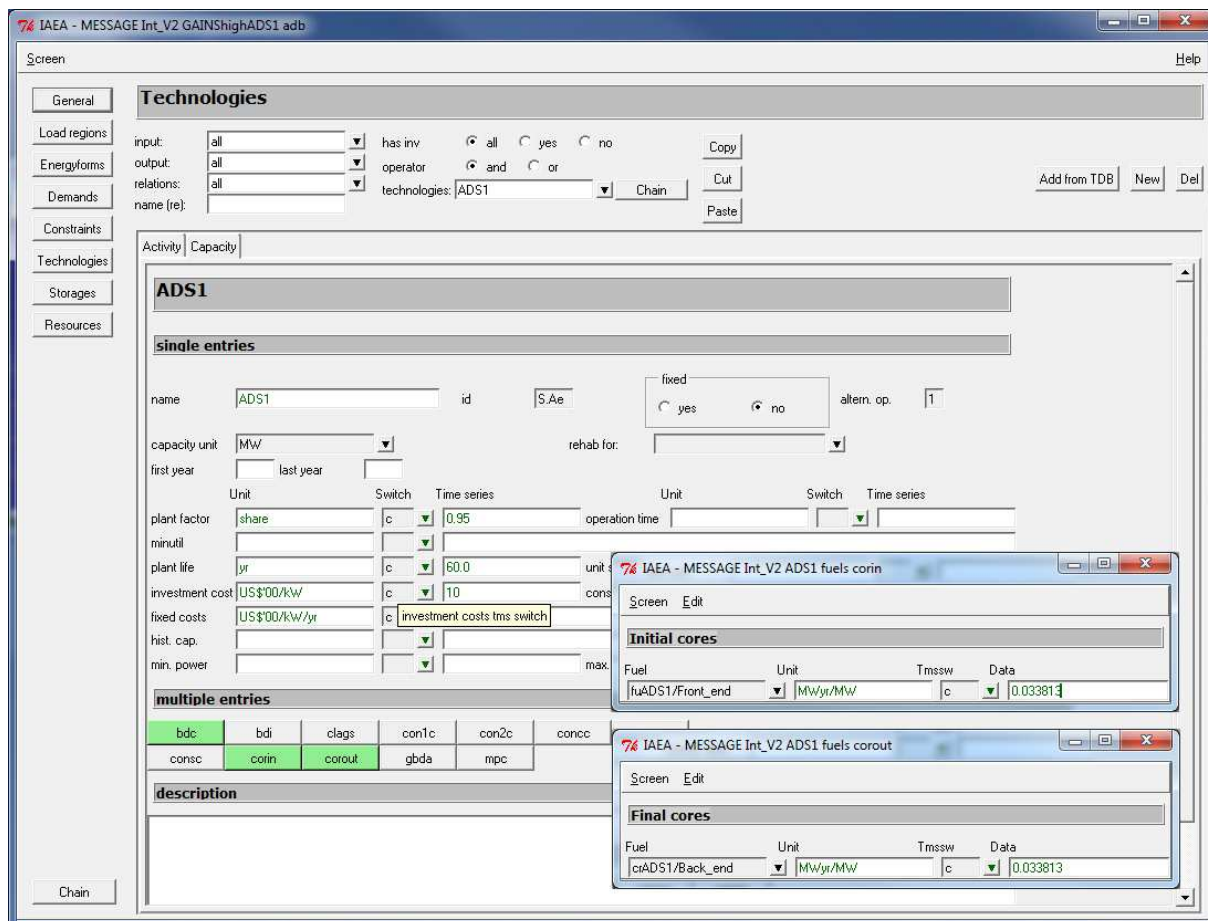 IAEA - MESSAGE Int_V2 GAINShighADS1 adb
Screen Help
General
Load regions
Energyforms
Demands
Constraints
Technologies
Storages
Resources
Chain
Technologies
input: all has inv all yes no Copy
output: all operator and or
relations: all technologies: ADS1 Chain Cut Add from TDB New Del
name (re): Paste
Activity Capacity
ADS1
single entries
fixed
name ADS1 id S.Ae yes no altern. op. 1
capacity unit MW rehab for:
first year last year
Unit Switch Time series Unit Switch Time series
plant factor share c 0.95 operation time
minutil
plant life yr c 60.0 unit s
investment cost US$'00/kW c 10 cons
fixed costs US$'00/kW/yr c investment costs tms switch
hist. cap.
min. power max.
multiple entries
bdc bdi clags con1c con2c concc
consc corin corout gbda mpc
description
IAEA - MESSAGE Int_V2 ADS1 fuels corin
Screen Edit
Initial cores
Fuel Unit Tmssw Data
fuADS1/Front_end MWyr/MW c 0.033813
IAEA - MESSAGE Int_V2 ADS1 fuels corout
Screen Edit
Final cores
Fuel Unit Tmssw Data
crADS1/Back_end MWyr/MW c 0.033813